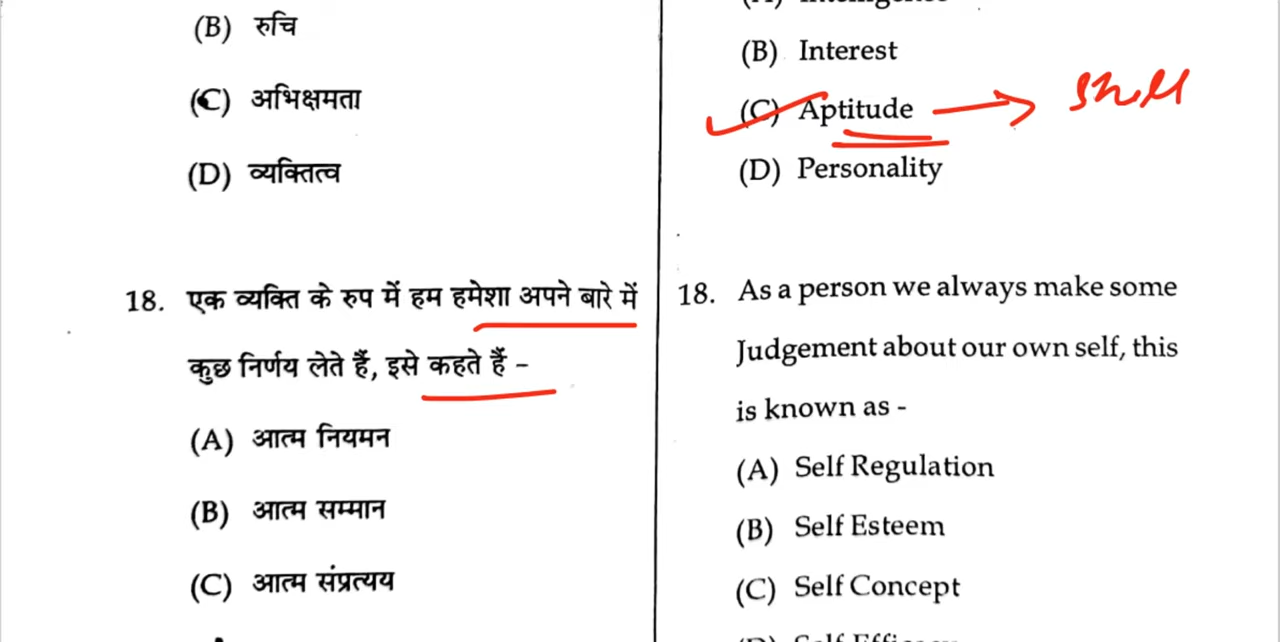 (B) रुचि
(C) अभिक्षमता
(D) व्यक्तित्व
18. एक व्यक्ति के रुप में हम हमेशा अपने बारे में
कुछ निर्णय लेते हैं, इसे कहते हैं -
(A) आत्म नियमन
(B) आत्म सम्मान
(C) आत्म संप्रत्यय
(B) Interest
(C) Aptitude
(D) Personality
18. As a person we always make some
Judgement about our own self, this
is known as -
(A) Self Regulation
(B) Self Esteem
(C) Self Concept